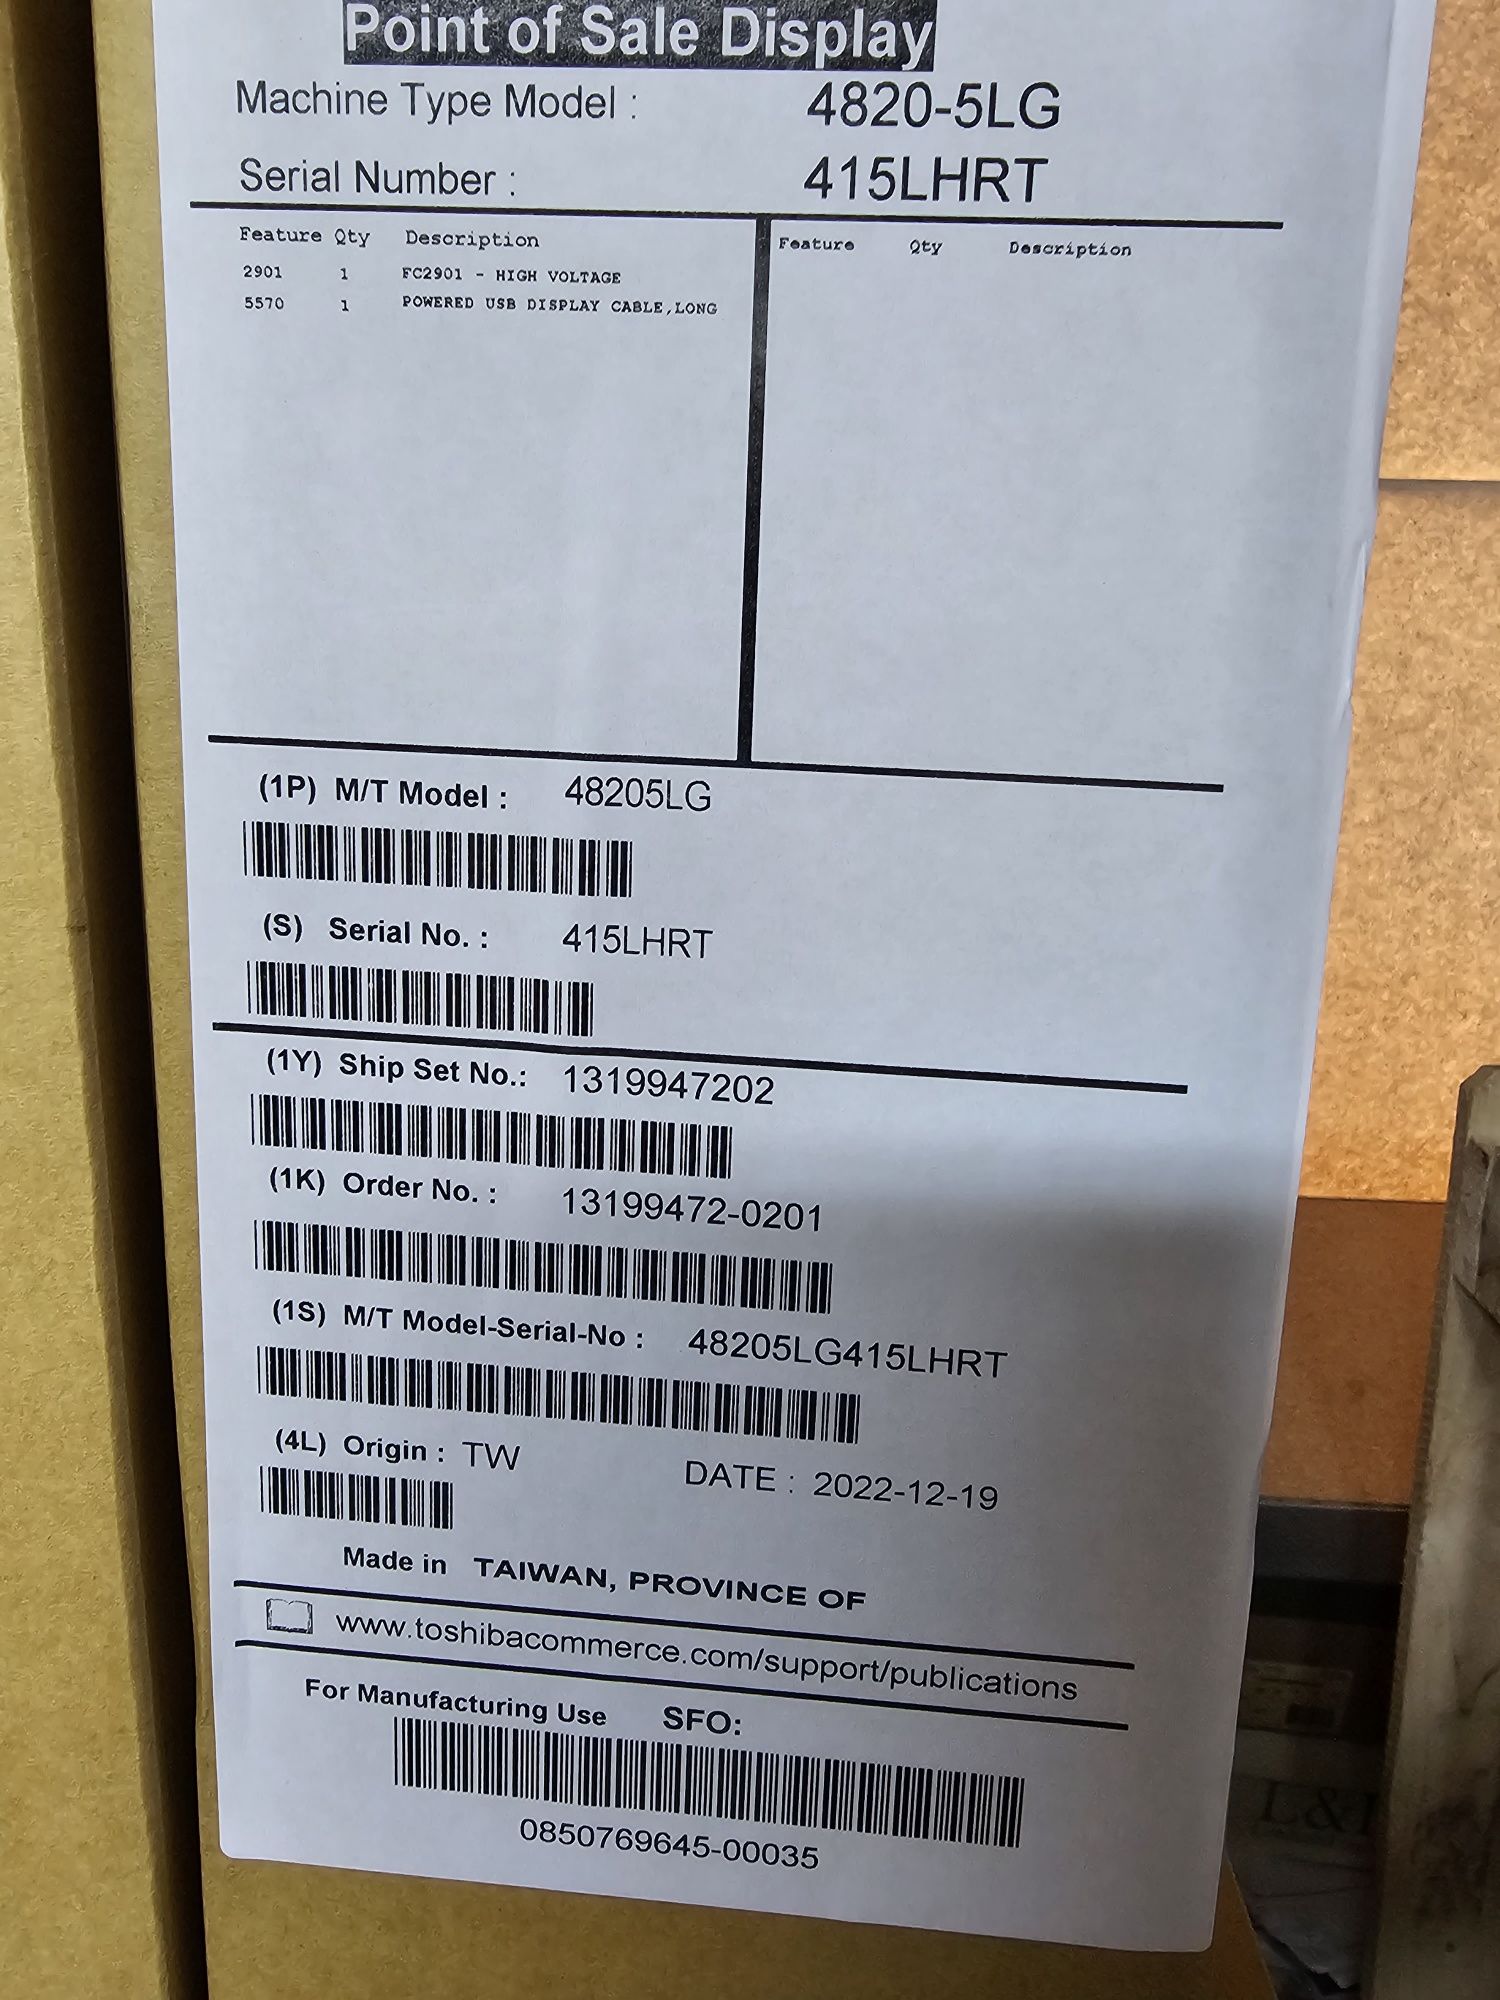 Point of Sale Display
Machine Type Model : 4820-5LG
Serial Number : 415LHRT
Feature Qty Description Feature Qty Description
2901 1 FC2901 - HIGH VOLTAGE
5570 1 POWERED USB DISPLAY CABLE,LONG
(1P) M/T Model : 48205LG
(S) Serial No. : 415LHRT
(1Y) Ship Set No.: 1319947202
(1K) Order No. : 13199472-0201
(1S) M/T Model-Serial-No : 48205LG415LHRT
(4L) Origin : TW DATE : 2022-12-19
Made in TAIWAN, PROVINCE OF
www.toshibacommerce.com/support/publications
For Manufacturing Use SFO:
0850769645-00035